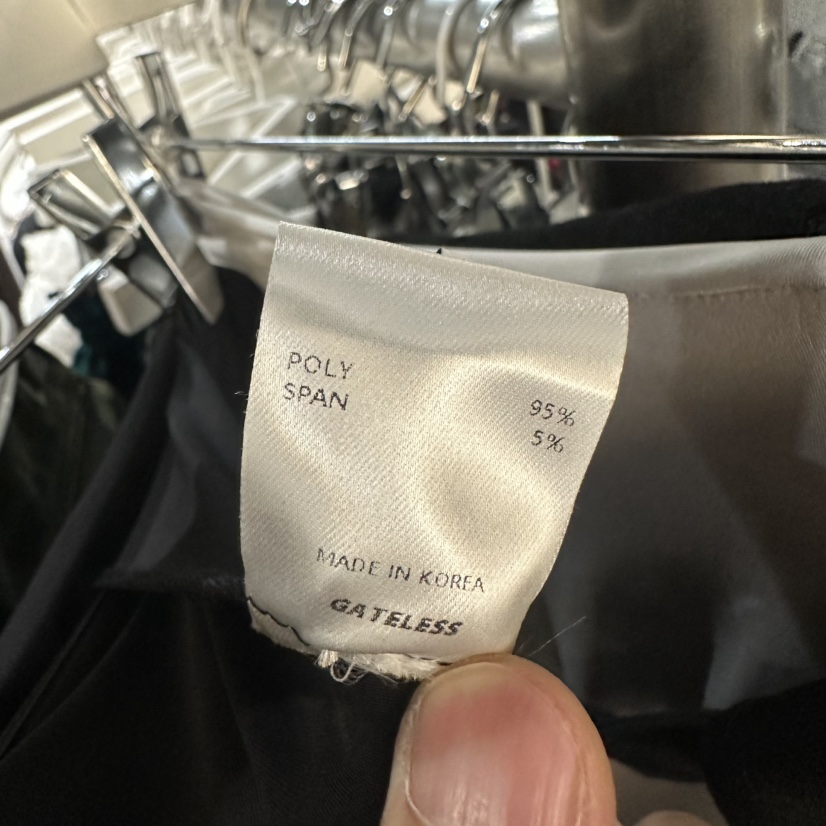 POLY
SPAN
95%
5%
MADE IN KOREA
GATELESS